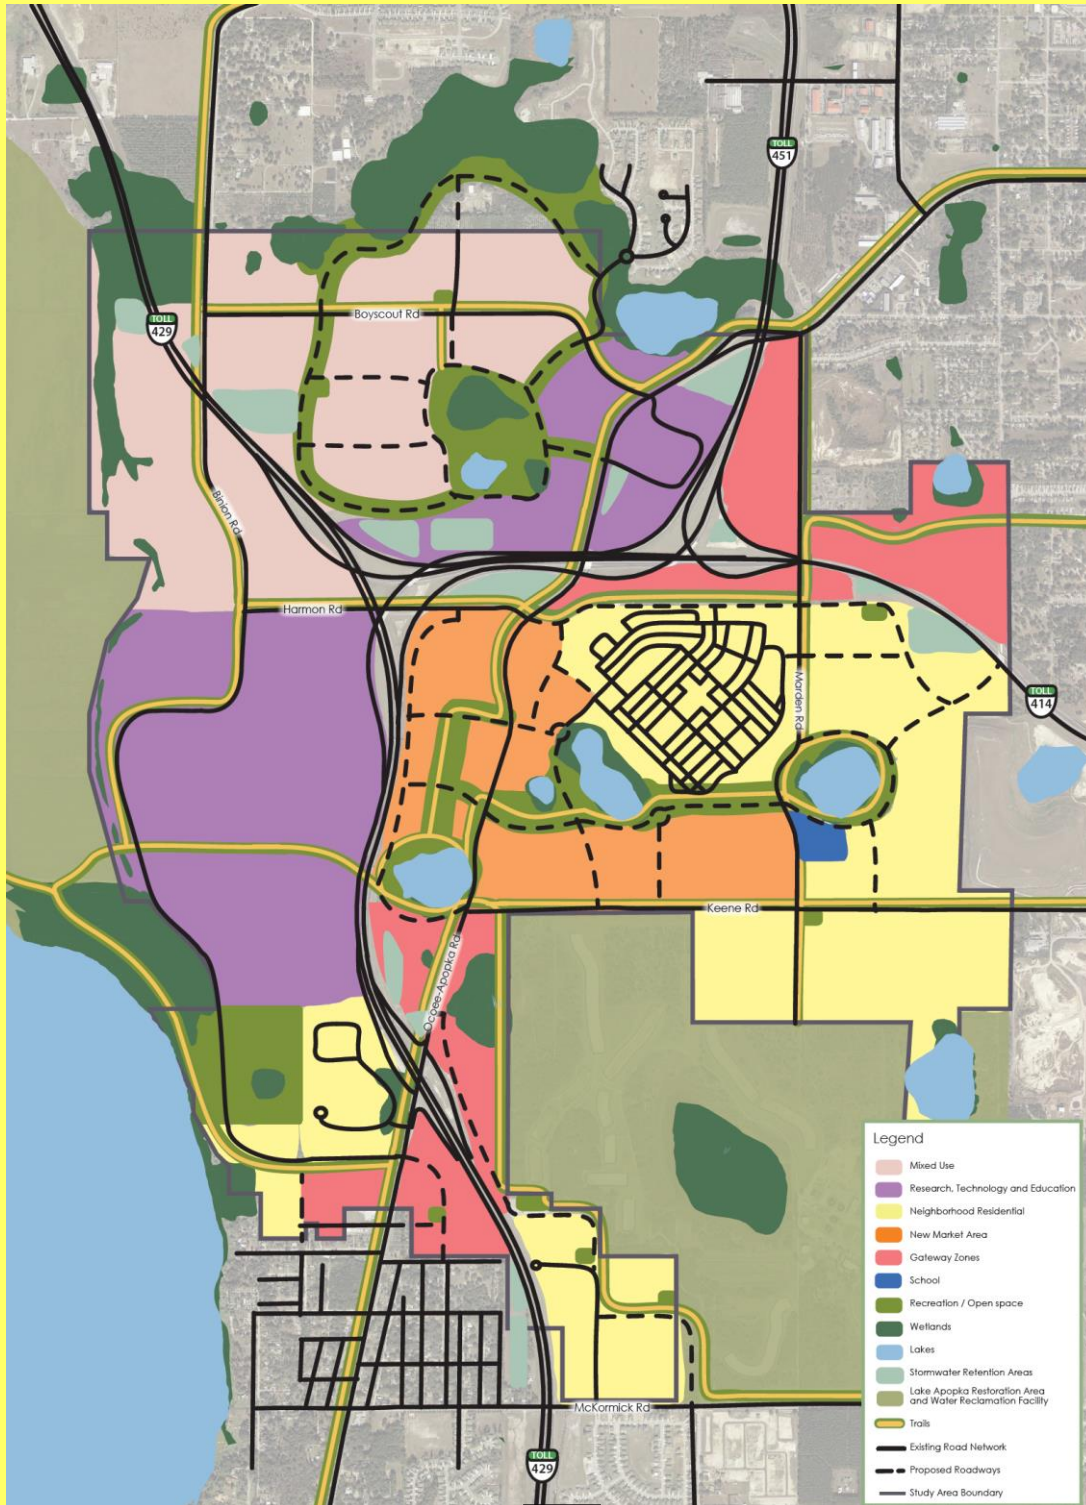 TOLL
451
TOLL
429
Boyscout Rd
Binion Rd
Harmon Rd
Marden Rd
TOLL
414
Keene Rd
Ocoee-Apopka Rd
McKormick Rd
TOLL
429
Legend
Mixed Use
Research, Technology and Education
Neighborhood Residential
New Market Area
Gateway Zones
School
Recreation / Open space
Wetlands
Lakes
Stormwater Retention Areas
Lake Apopka Restoration Area
and Water Reclamation Facility
Trails
Existing Road Network
Proposed Roadways
Study Area Boundary